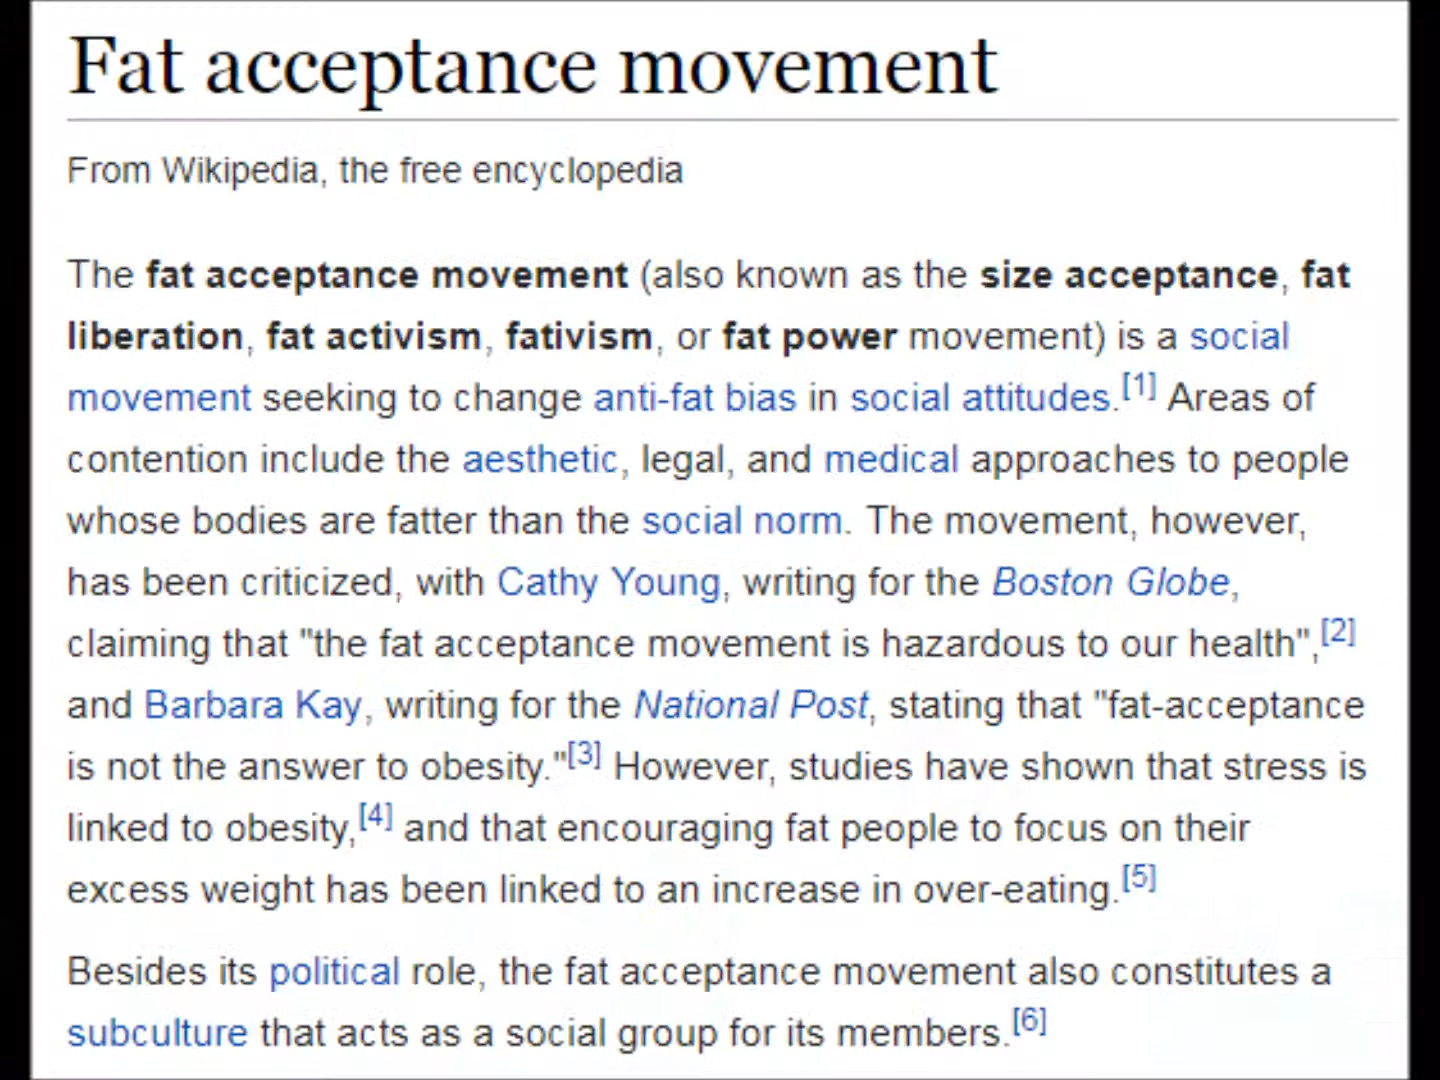 Fat acceptance movement
From Wikipedia, the free encyclopedia
The fat acceptance movement (also known as the size acceptance, fat
liberation, fat activism, fativism, or fat power movement) is a social
movement seeking to change anti-fat bias in social attitudes.[1] Areas of
contention include the aesthetic, legal, and medical approaches to people
whose bodies are fatter than the social norm. The movement, however,
has been criticized, with Cathy Young, writing for the Boston Globe,
claiming that "the fat acceptance movement is hazardous to our health",[2]
and Barbara Kay, writing for the National Post, stating that "fat-acceptance
is not the answer to obesity."[3] However, studies have shown that stress is
linked to obesity,[4] and that encouraging fat people to focus on their
excess weight has been linked to an increase in over-eating.[5]
Besides its political role, the fat acceptance movement also constitutes a
subculture that acts as a social group for its members.[6]